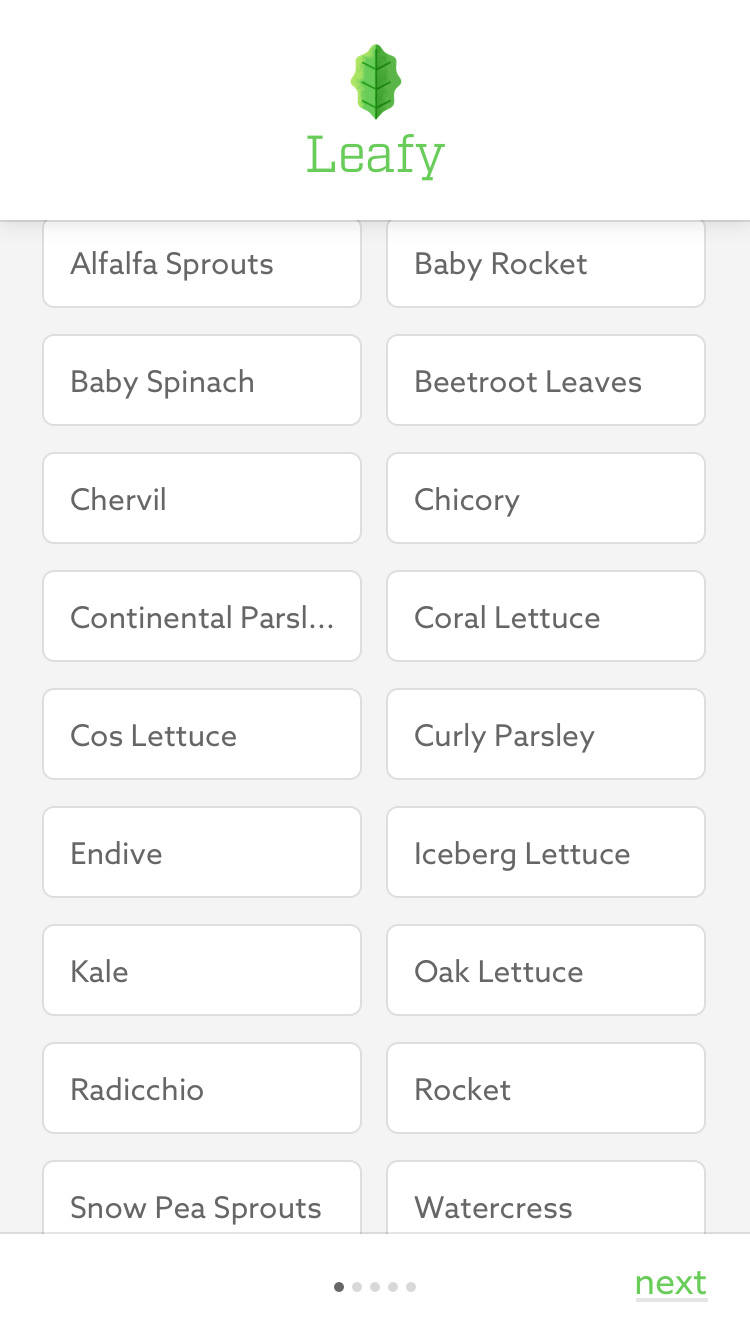 Leafy
Alfalfa Sprouts
Baby Rocket
Baby Spinach
Beetroot Leaves
Chervil
Chicory
Continental Parsl...
Coral Lettuce
Cos Lettuce
Curly Parsley
Endive
Iceberg Lettuce
Kale
Oak Lettuce
Radicchio
Rocket
Snow Pea Sprouts
Watercress
next